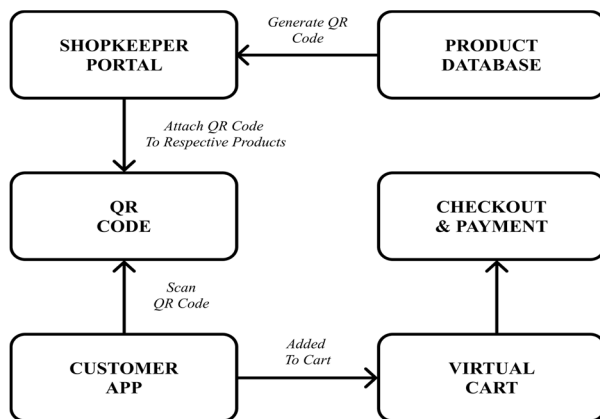 SHOPKEEPER
PORTAL
Generate QR
Code
PRODUCT
DATABASE
Attach QR Code
To Respective Products
QR
CODE
CHECKOUT
& PAYMENT
Scan
QR Code
CUSTOMER
APP
Added
To Cart
VIRTUAL
CART